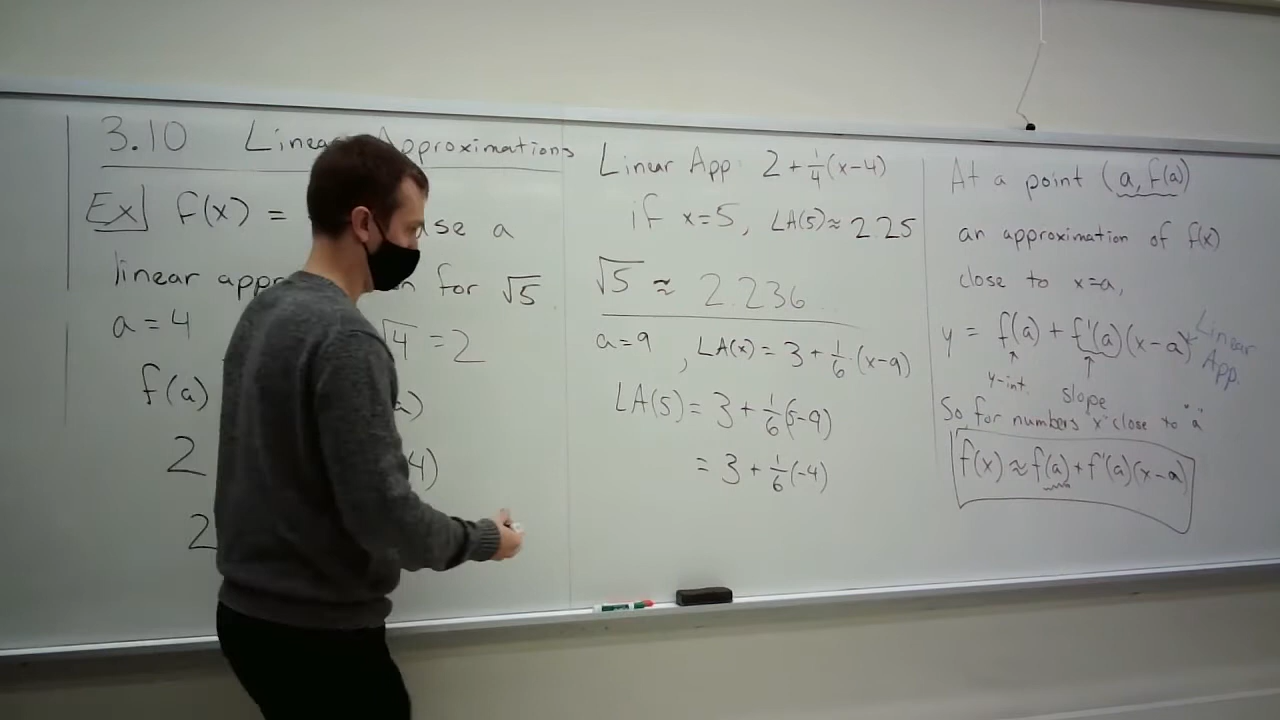 3.10 Linear Approximations
Ex f(x) = use a
linear for √5
a = 4 √4 = 2
f(a) a)
2 4)
2
Linear App: 2 + 1/4 (x-4)
if x=5, LA(5) ≈ 2.25
√5 ≈ 2.236
a=9, LA(x) = 3 + 1/6 · (x-9)
LA(5) = 3 + 1/6 (5-9)
= 3 + 1/6 (-4)
At a point (a, f(a))
an approximation of f(x)
close to x=a,
y = f(a) + f'(a)(x-a) ← Linear App.
y-int. slope
So, for numbers "x" close to "a"
f(x) ≈ f(a) + f'(a)(x-a)